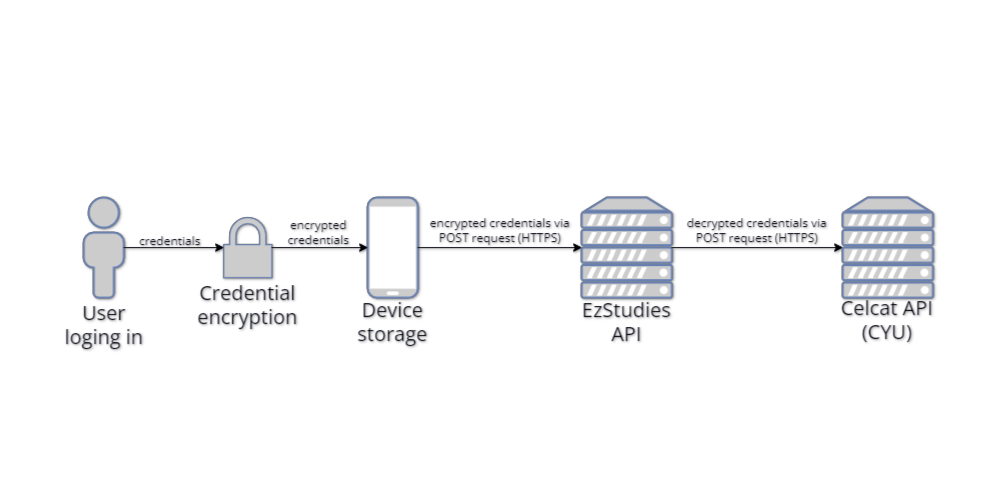 credentials
encrypted
credentials
encrypted credentials via
POST request (HTTPS)
decrypted credentials via
POST request (HTTPS)
User
loging in
Credential
encryption
Device
storage
EzStudies
API
Celcat API
(CYU)